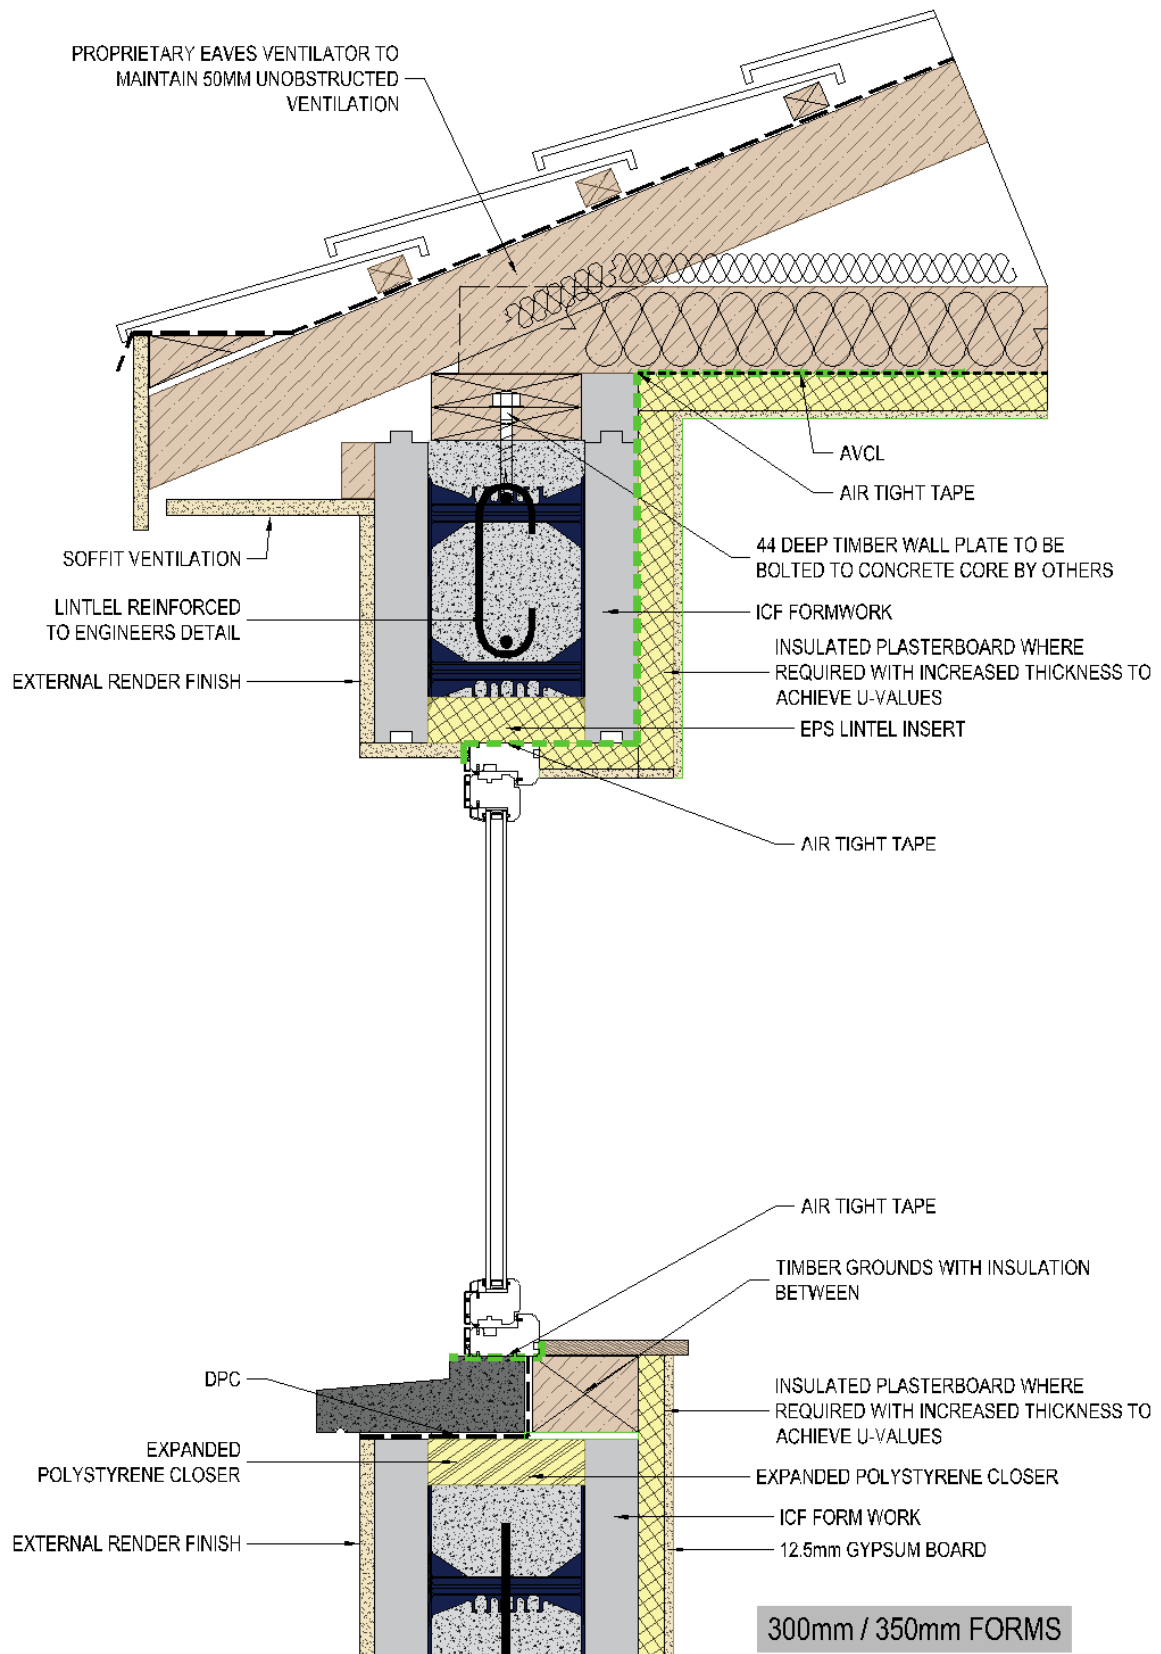 PROPRIETARY EAVES VENTILATOR TO
MAINTAIN 50MM UNOBSTRUCTED
VENTILATION
AVCL
AIR TIGHT TAPE
SOFFIT VENTILATION
44 DEEP TIMBER WALL PLATE TO BE
BOLTED TO CONCRETE CORE BY OTHERS
LINTLEL REINFORCED
TO ENGINEERS DETAIL
ICF FORMWORK
EXTERNAL RENDER FINISH
INSULATED PLASTERBOARD WHERE
REQUIRED WITH INCREASED THICKNESS TO
ACHIEVE U-VALUES
EPS LINTEL INSERT
AIR TIGHT TAPE
AIR TIGHT TAPE
TIMBER GROUNDS WITH INSULATION
BETWEEN
DPC
INSULATED PLASTERBOARD WHERE
REQUIRED WITH INCREASED THICKNESS TO
ACHIEVE U-VALUES
EXPANDED
POLYSTYRENE CLOSER
EXPANDED POLYSTYRENE CLOSER
ICF FORM WORK
EXTERNAL RENDER FINISH
12.5mm GYPSUM BOARD
300mm / 350mm FORMS